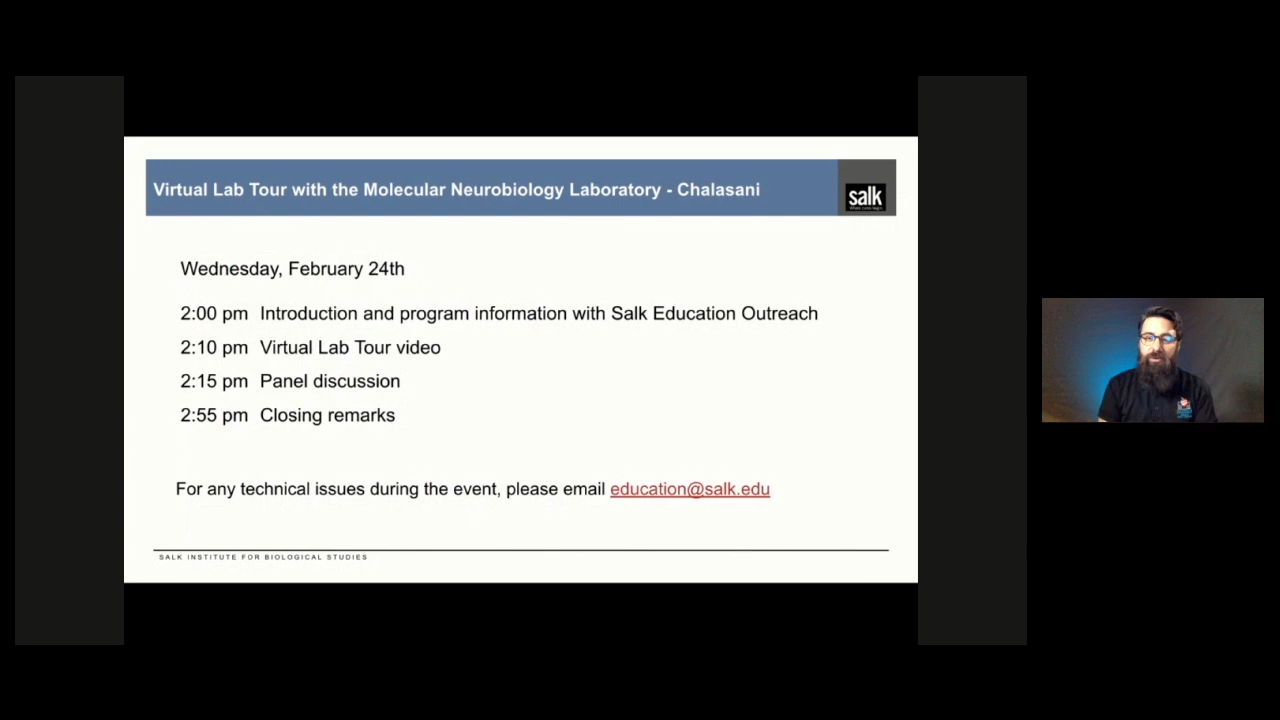 Virtual Lab Tour with the Molecular Neurobiology Laboratory - Chalasani
salk
Wednesday, February 24th
2:00 pm Introduction and program information with Salk Education Outreach
2:10 pm Virtual Lab Tour video
2:15 pm Panel discussion
2:55 pm Closing remarks
For any technical issues during the event, please email education@salk.edu
SALK INSTITUTE FOR BIOLOGICAL STUDIES